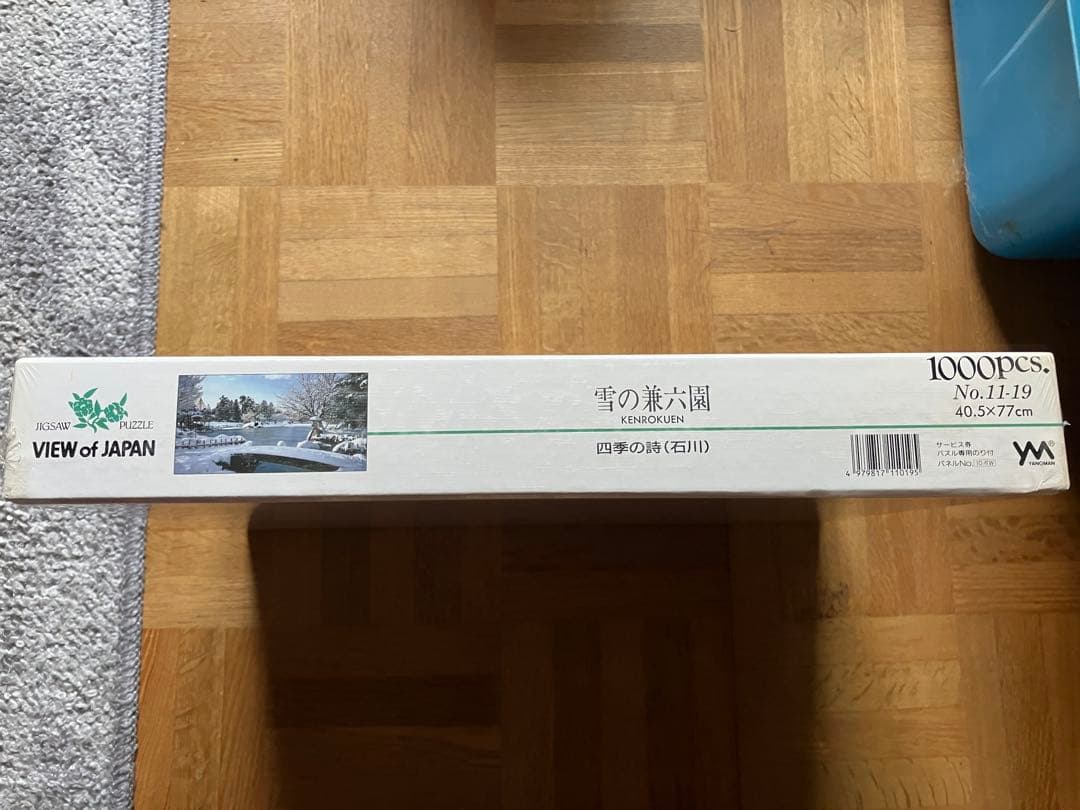 JIGSAW PUZZLE
VIEW of JAPAN
雪の兼六園
KENROKUEN
四季の詩(石川)
1000pcs.
No.11-19
40.5×77cm
4 979817 110195
サービス券
パズル専用のり付
パネルNo.
YM®
YANOMAN